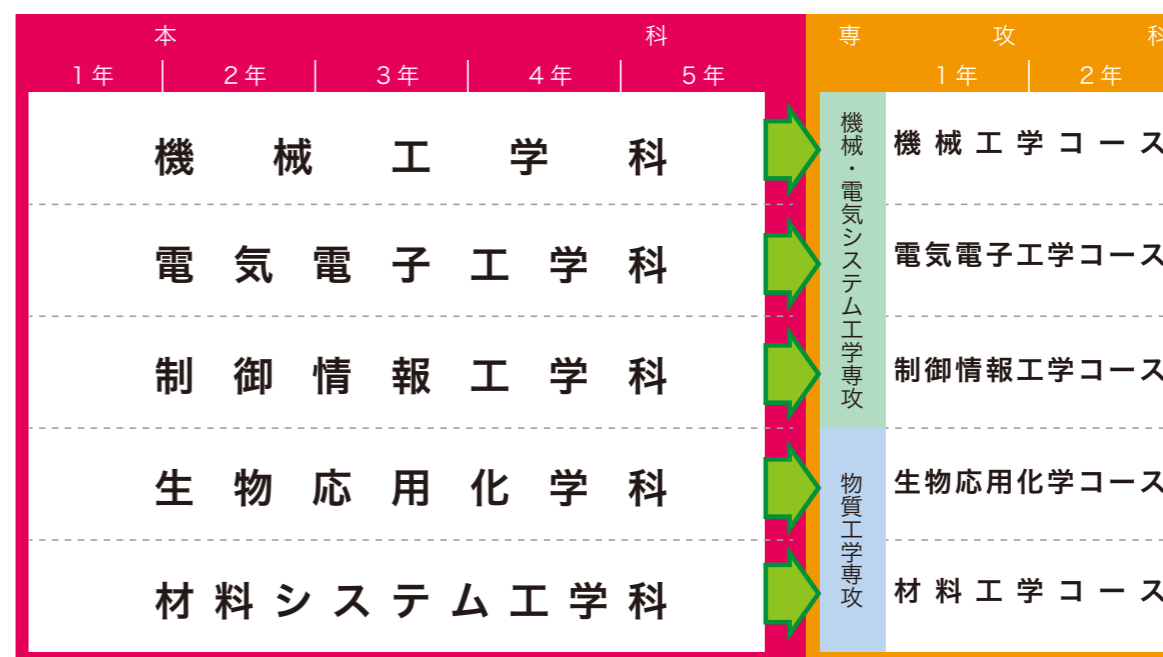 本科
1年 2年 3年 4年 5年
専攻科
1年 2年
機械工学科
電気電子工学科
制御情報工学科
生物応用化学科
材料システム工学科
機械・電気システム工学専攻
物質工学専攻
機械工学コース
電気電子工学コース
制御情報工学コース
生物応用化学コース
材料工学コース